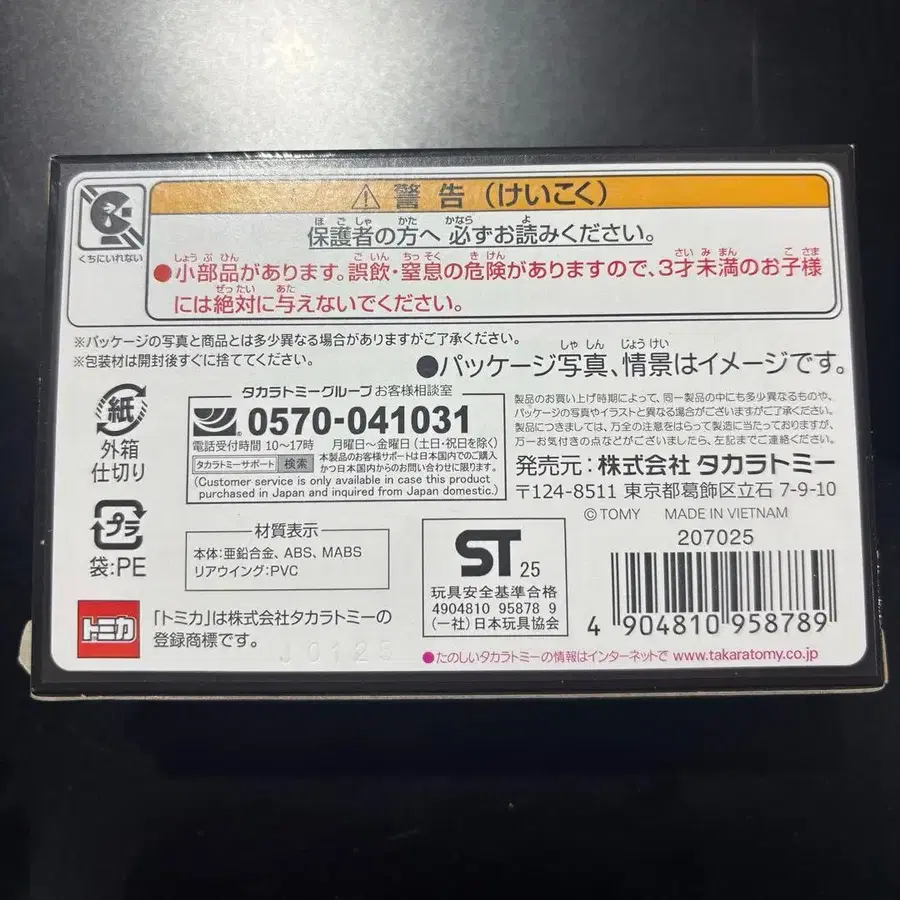 くちにいれない
警告(けいこく)
保護者の方へ 必ずお読みください。
●小部品があります。誤飲・窒息の危険がありますので、3才未満のお子様
には絶対に与えないでください。
※パッケージの写真と商品とは多少異なる場合がありますがご了承ください。
※包装材は開封後すぐに捨ててください。
●パッケージ写真、情景はイメージです。
紙
外箱
仕切り
プラ
袋:PE
タカラトミーグループ お客様相談室
0570-041031
電話受付時間 10～17時 月曜日～金曜日(土日・祝日を除く)
タカラトミーサポート 検索
本製品のお客様サポートは日本国内でのご購入
かつ日本国内からのお問い合わせに限ります。
(Customer service is only available in case this product
purchased in Japan and inquired from Japan domestic.)
製品のお買い上げ時期によって、同一製品の中にも多少異なるものや、
パッケージの写真やイラストと異なる場合がございますがご了承ください。
製品につきましては、万全の注意をはらって製造に当たっておりますが、
万一お気付きの点などがございましたら、左記までご連絡ください。
発売元:株式会社 タカラトミー
〒124-8511 東京都葛飾区立石 7-9-10
©TOMY MADE IN VIETNAM
207025
材質表示
本体:亜鉛合金、ABS、MABS
リアウイング:PVC
ST 25
玩具安全基準合格
4904810 95878 9
(一社)日本玩具協会
4 904810 958789
トミカ
「トミカ」は株式会社タカラトミーの
登録商標です。
J0125
●たのしいタカラトミーの情報はインターネットで www.takaratomy.co.jp